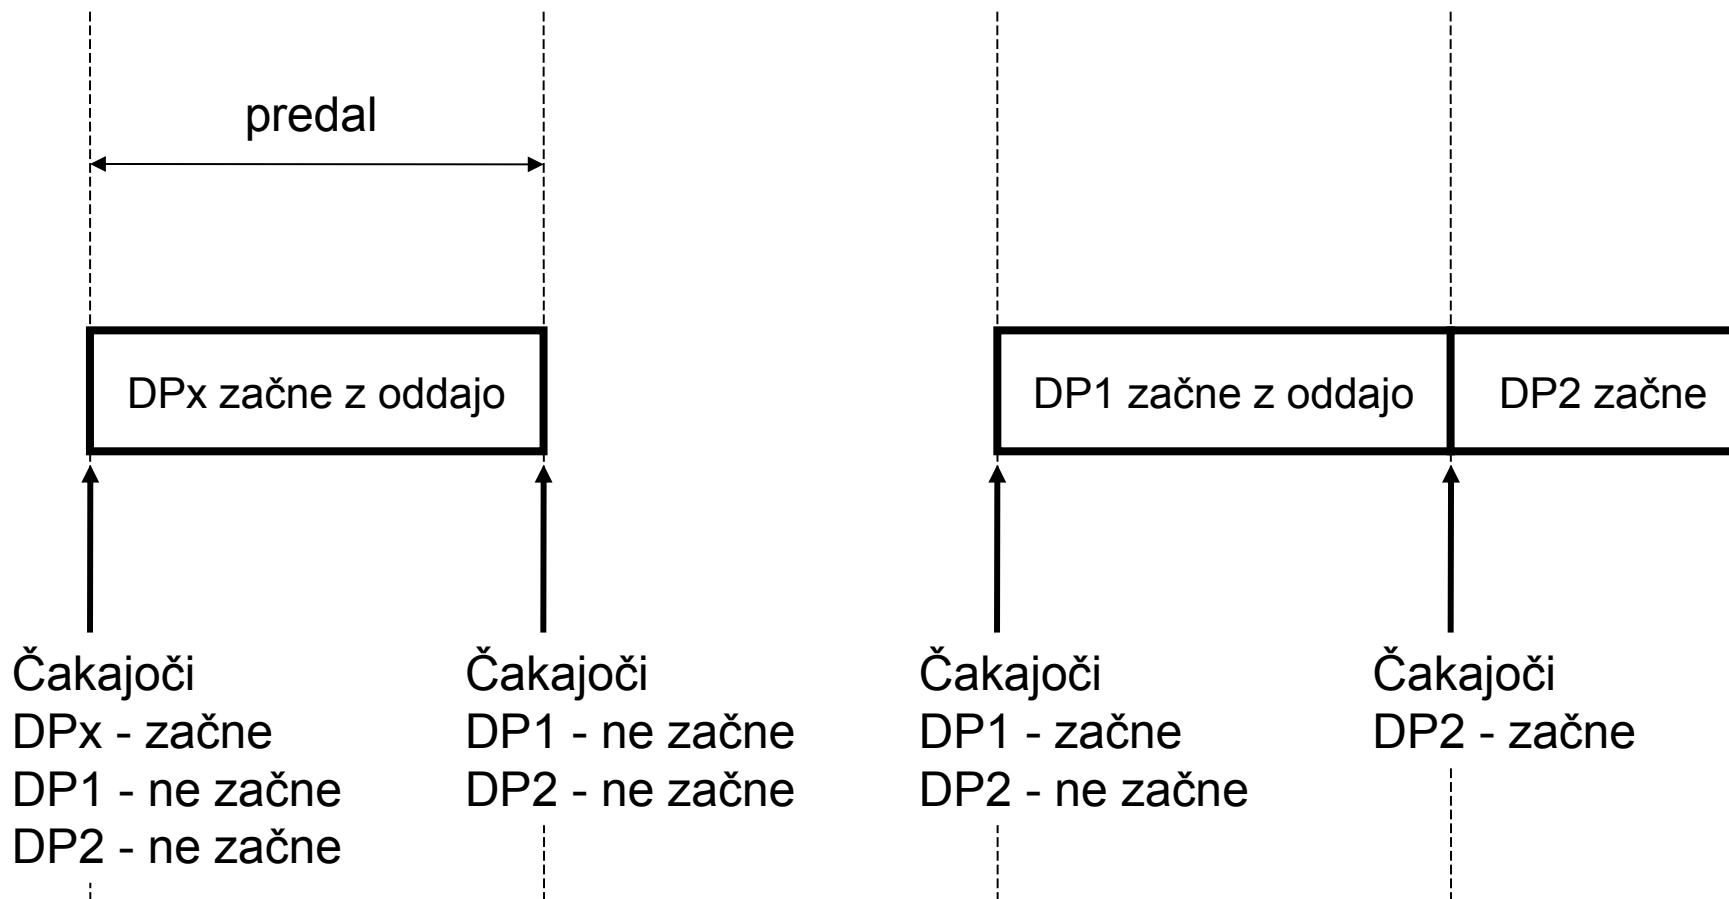 predal
DPx začne z oddajo
DP1 začne z oddajo
DP2 začne
Čakajoči
DPx - začne
DP1 - ne začne
DP2 - ne začne
Čakajoči
DP1 - ne začne
DP2 - ne začne
Čakajoči
DP1 - začne
DP2 - ne začne
Čakajoči
DP2 - začne